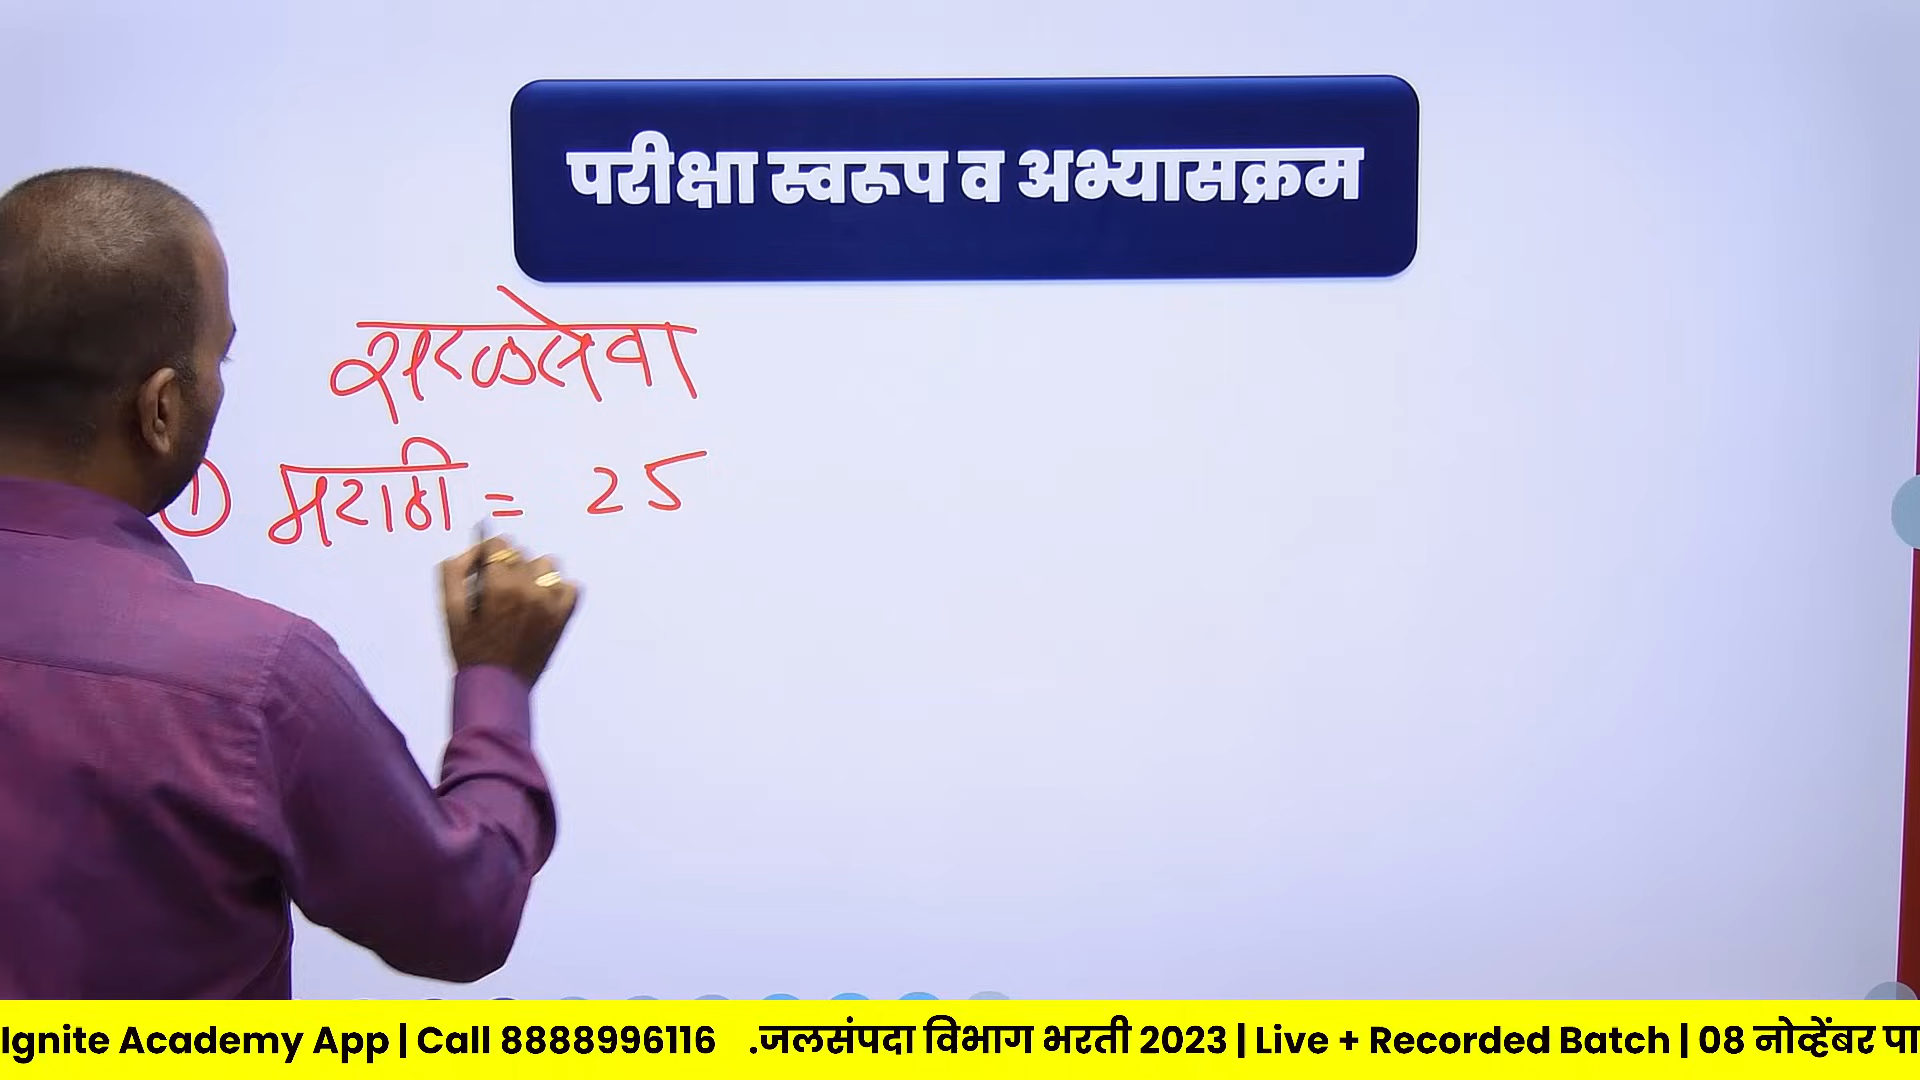 परीक्षा स्वरूप व अभ्यासक्रम
सरळसेवा
① मराठी = 25
Ignite Academy App | Call 8888996116 .जलसंपदा विभाग भरती 2023 | Live + Recorded Batch | 08 नोव्हेंबर पा